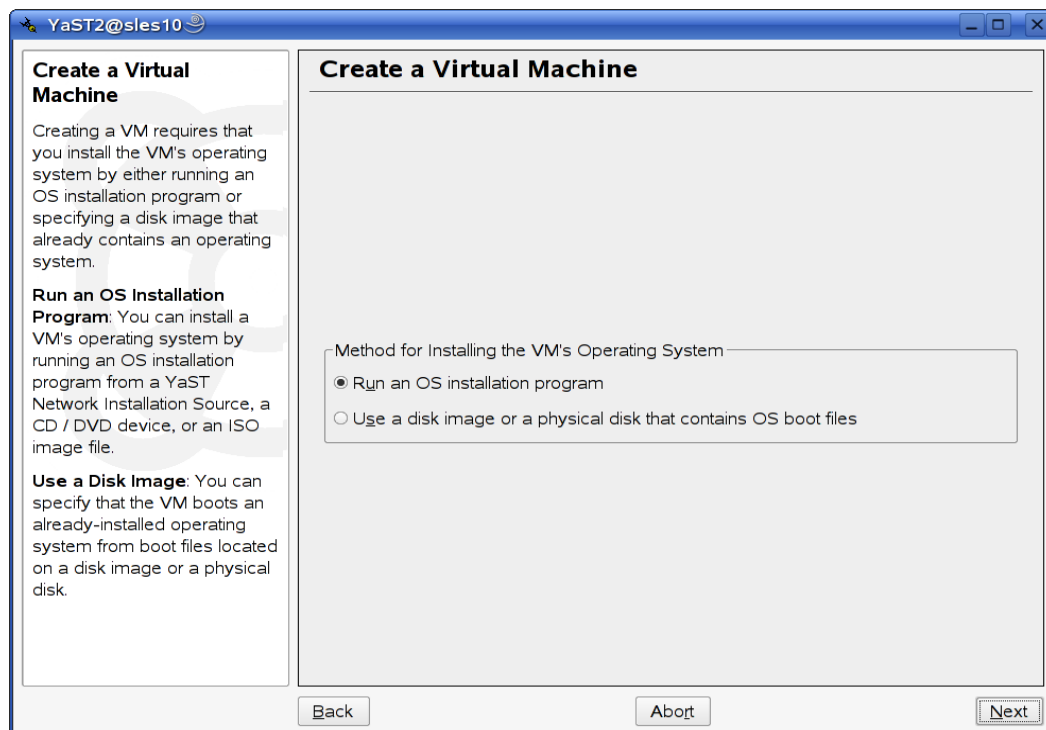 YaST2@sles10
Create a Virtual
Machine
Creating a VM requires that
you install the VM's operating
system by either running an
OS installation program or
specifying a disk image that
already contains an operating
system.
Run an OS Installation
Program: You can install a
VM's operating system by
running an OS installation
program from a YaST
Network Installation Source, a
CD / DVD device, or an ISO
image file.
Use a Disk Image: You can
specify that the VM boots an
already-installed operating
system from boot files located
on a disk image or a physical
disk.
Create a Virtual Machine
Method for Installing the VM's Operating System
Run an OS installation program
Use a disk image or a physical disk that contains OS boot files
Back
Abort
Next